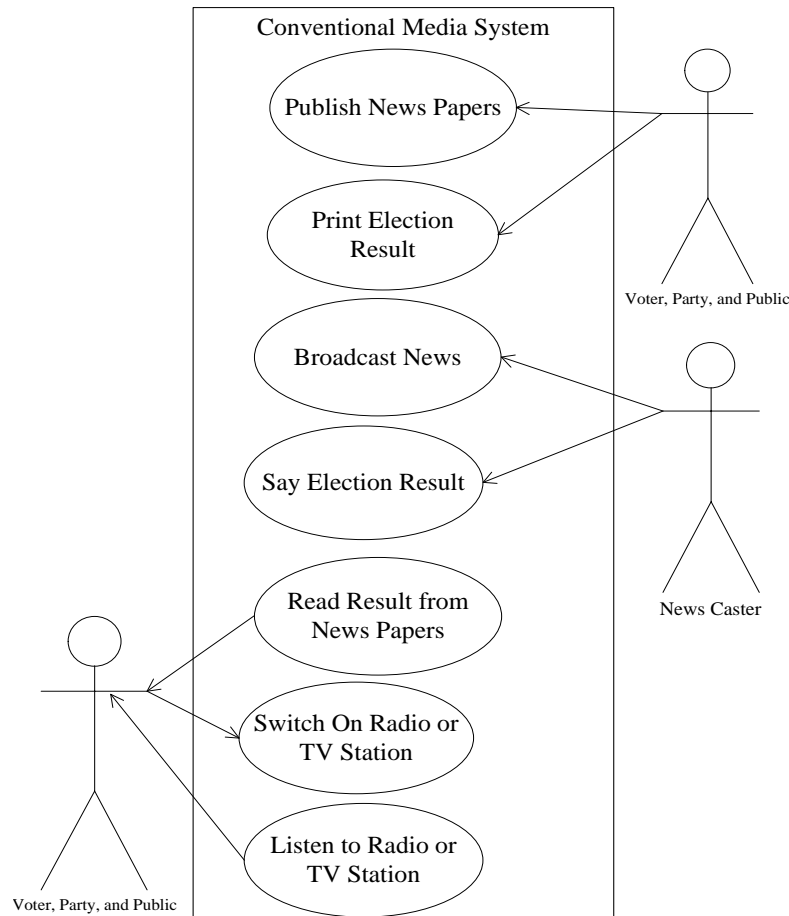 Conventional Media System
Publish News Papers
Print Election
Result
Voter, Party, and Public
Broadcast News
Say Election Result
News Caster
Read Result from
News Papers
Switch On Radio or
TV Station
Listen to Radio or
TV Station
Voter, Party, and Public